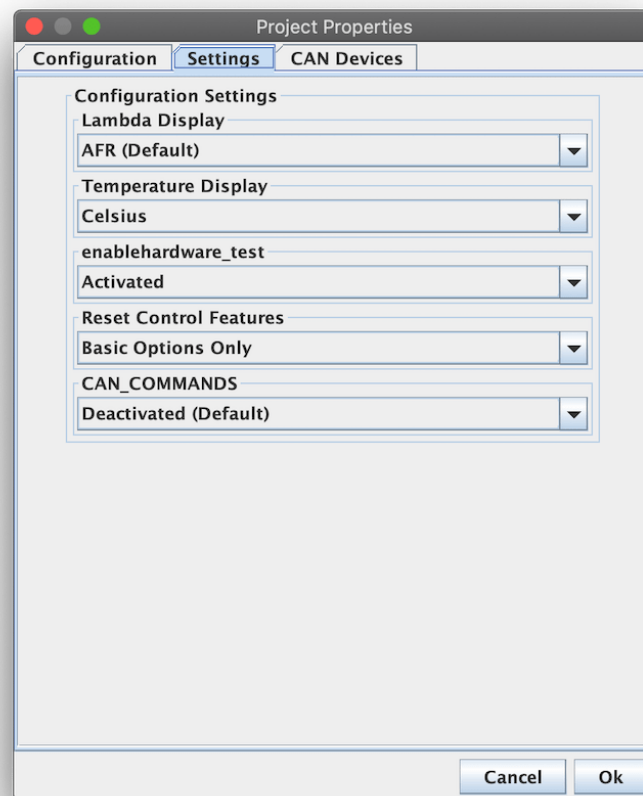 Project Properties
Configuration Settings CAN Devices
Configuration Settings
Lambda Display
AFR (Default)
Temperature Display
Celsius
enablehardware_test
Activated
Reset Control Features
Basic Options Only
CAN_COMMANDS
Deactivated (Default)
Cancel Ok